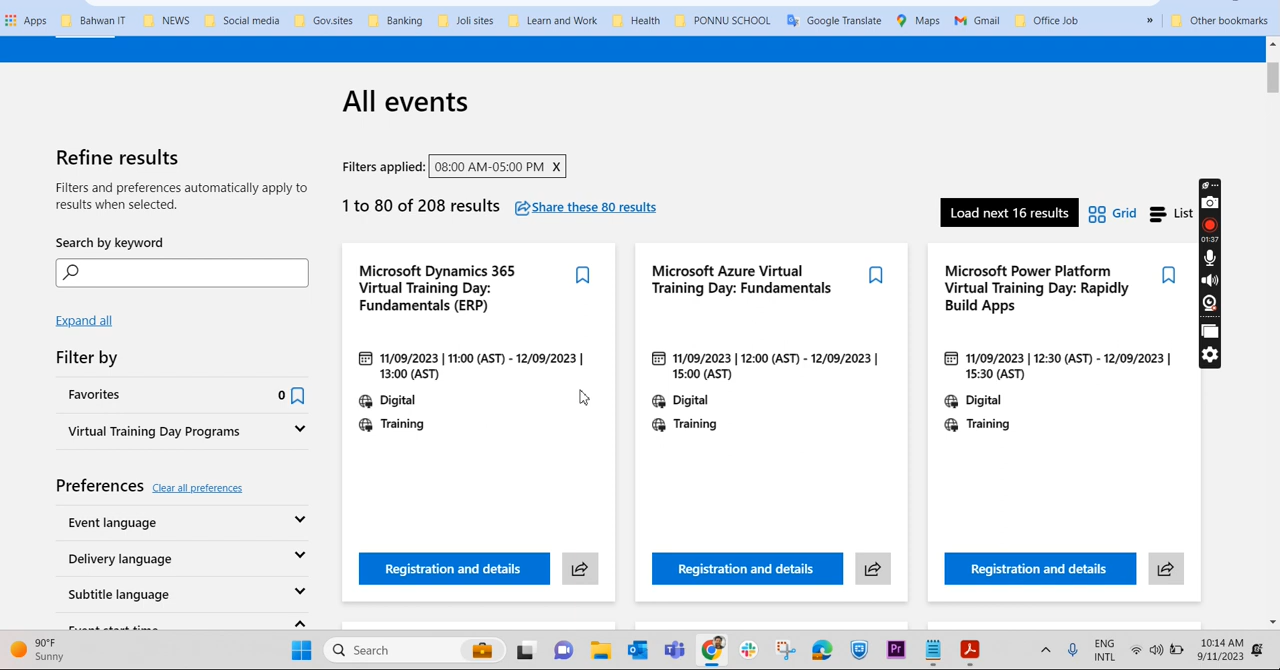 Apps Bahwan IT NEWS Social media Gov.sites Banking Joli sites Learn and Work Health PONNU SCHOOL Google Translate Maps Gmail Office Job » Other bookmarks
All events
Refine results
Filters and preferences automatically apply to
results when selected.
Filters applied: 08:00 AM-05:00 PM X
1 to 80 of 208 results Share these 80 results
Load next 16 results Grid List
Search by keyword
Expand all
Filter by
Favorites 0
Virtual Training Day Programs
Preferences Clear all preferences
Event language
Delivery language
Subtitle language
Event start time
Microsoft Dynamics 365
Virtual Training Day:
Fundamentals (ERP)
11/09/2023 | 11:00 (AST) - 12/09/2023 |
13:00 (AST)
Digital
Training
Registration and details
Microsoft Azure Virtual
Training Day: Fundamentals
11/09/2023 | 12:00 (AST) - 12/09/2023 |
15:00 (AST)
Digital
Training
Registration and details
Microsoft Power Platform
Virtual Training Day: Rapidly
Build Apps
11/09/2023 | 12:30 (AST) - 12/09/2023 |
15:30 (AST)
Digital
Training
Registration and details
01:37
90°F
Sunny
Search
Pr
ENG
INTL
10:14 AM
9/11/2023